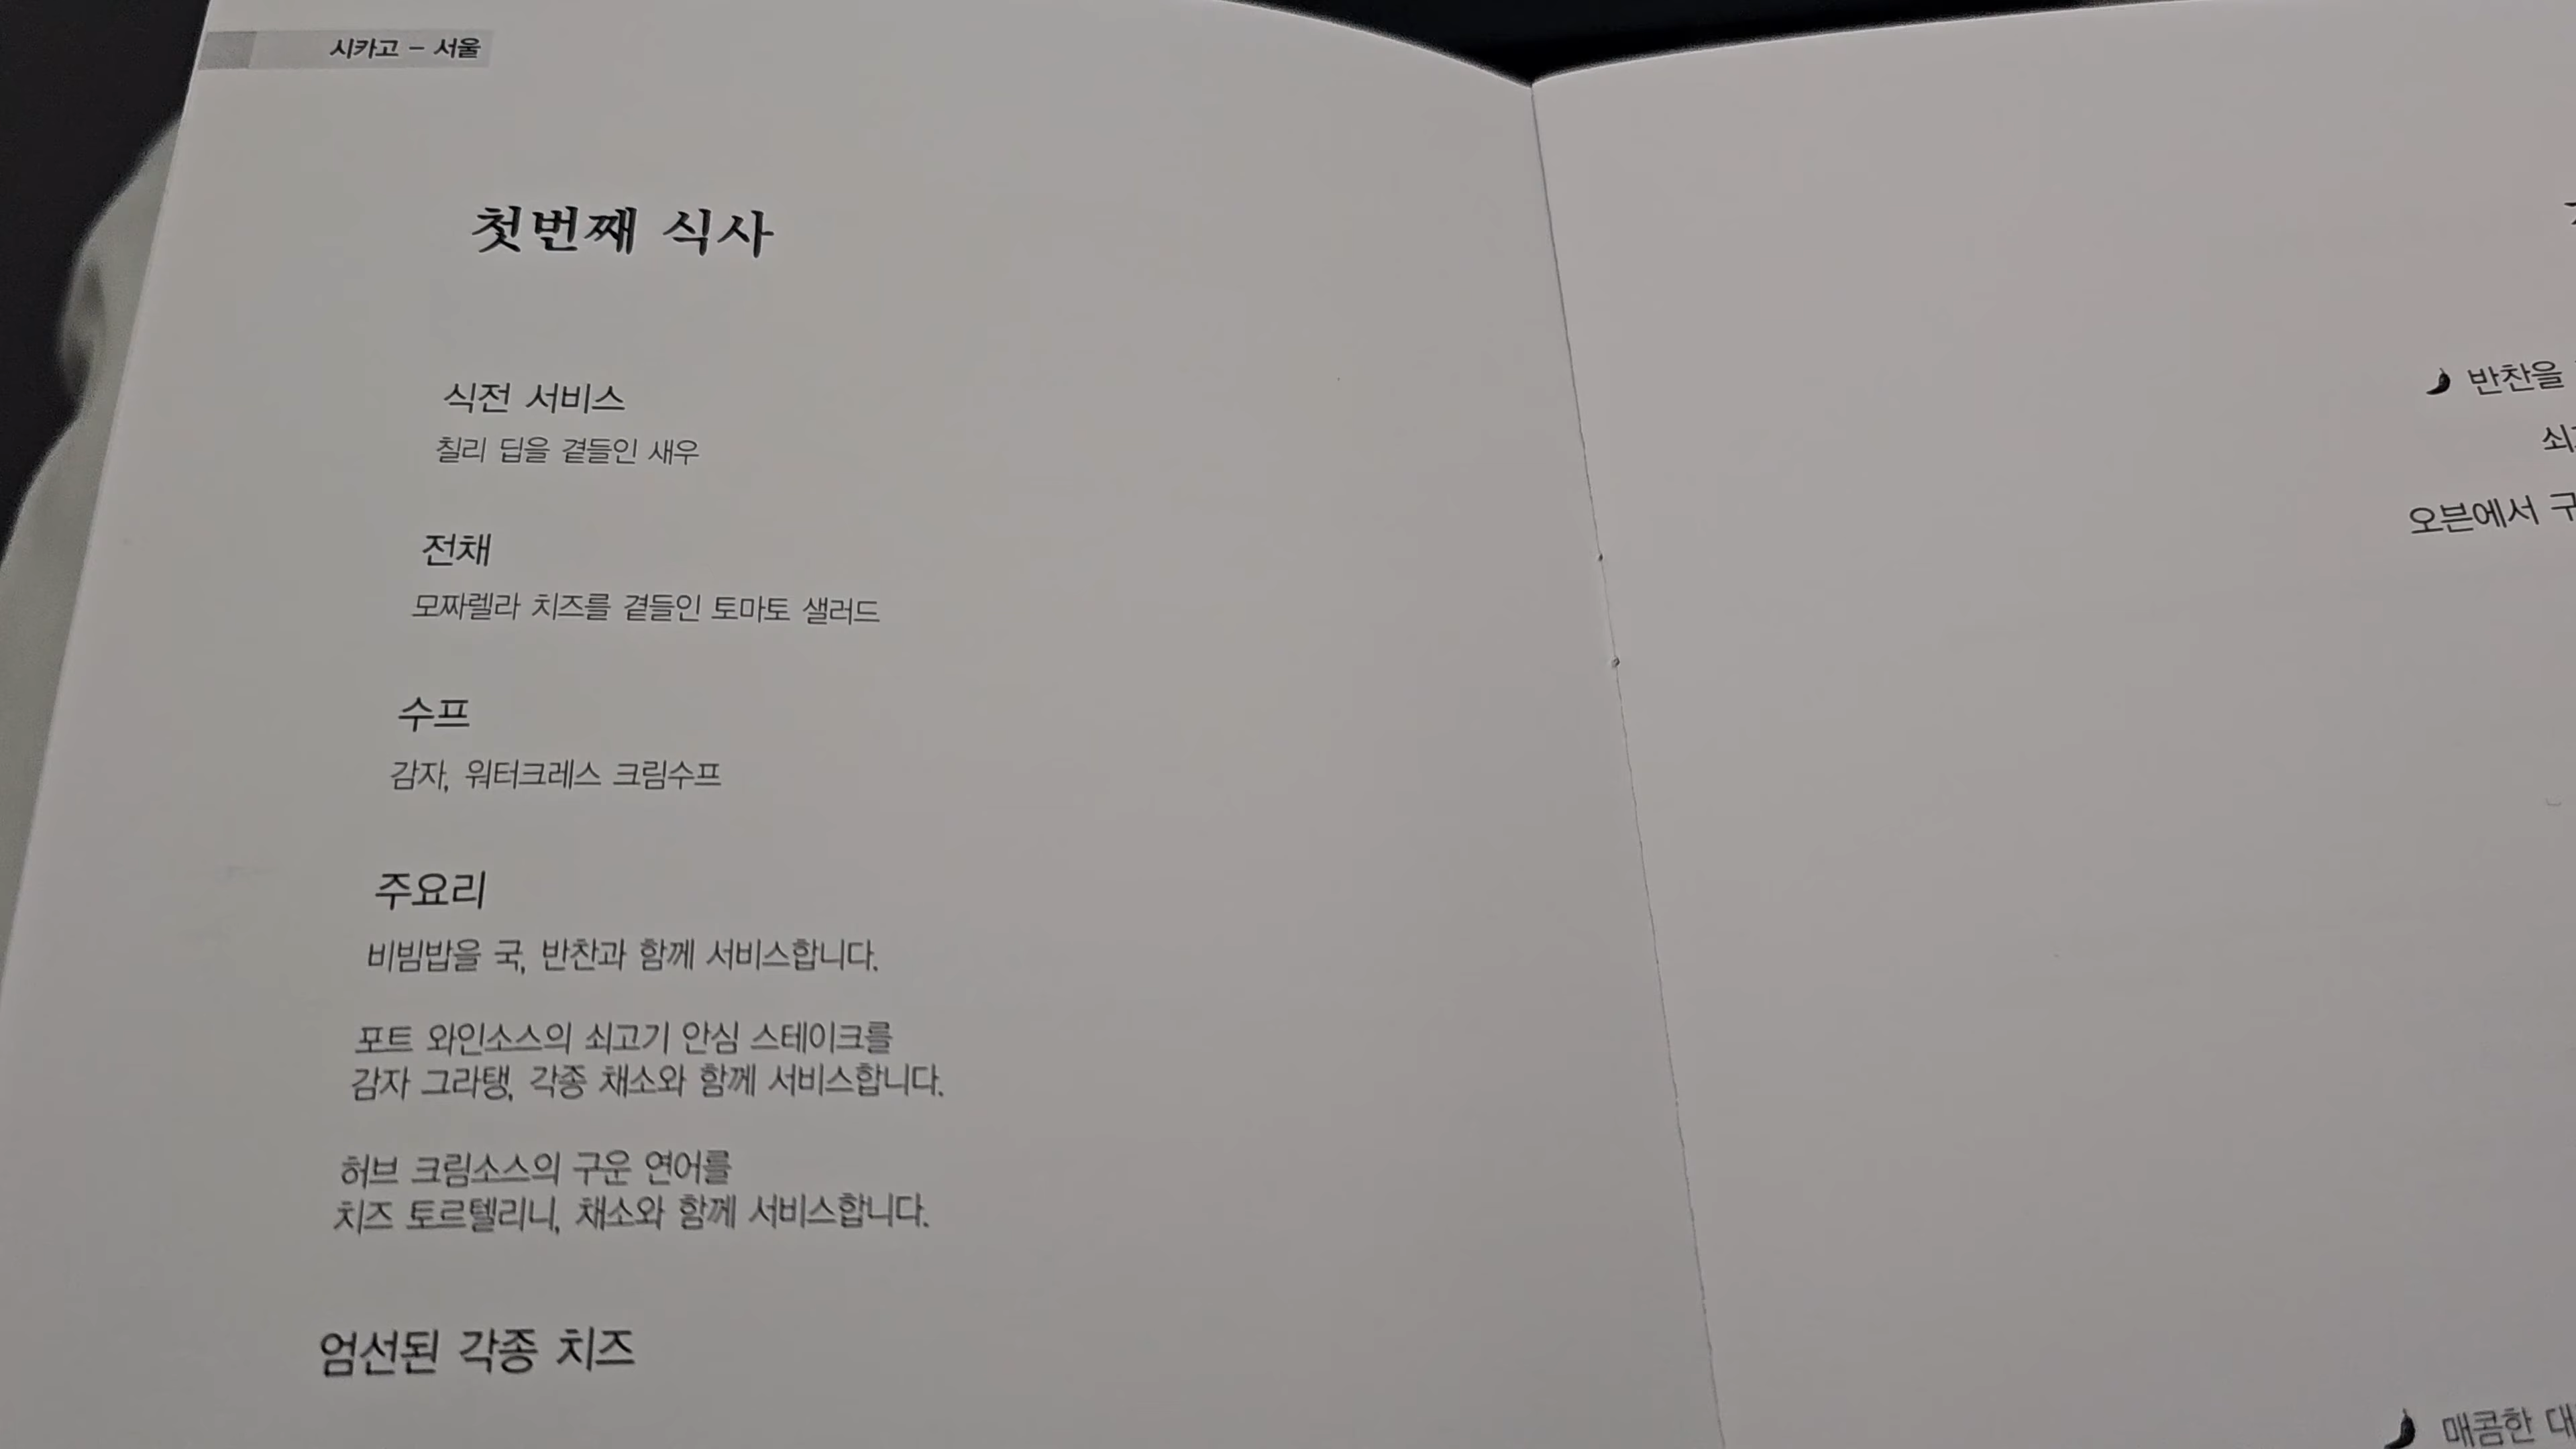 시카고 - 서울
첫번째 식사
식전 서비스
칠리 딥을 곁들인 새우
전채
모짜렐라 치즈를 곁들인 토마토 샐러드
수프
감자, 워터크레스 크림수프
주요리
비빔밥을 국, 반찬과 함께 서비스합니다.
포트 와인소스의 쇠고기 안심 스테이크를
감자 그라탱, 각종 채소와 함께 서비스합니다.
허브 크림소스의 구운 연어를
치즈 토르텔리니, 채소와 함께 서비스합니다.
엄선된 각종 치즈
반찬을
오븐에서
매콤한